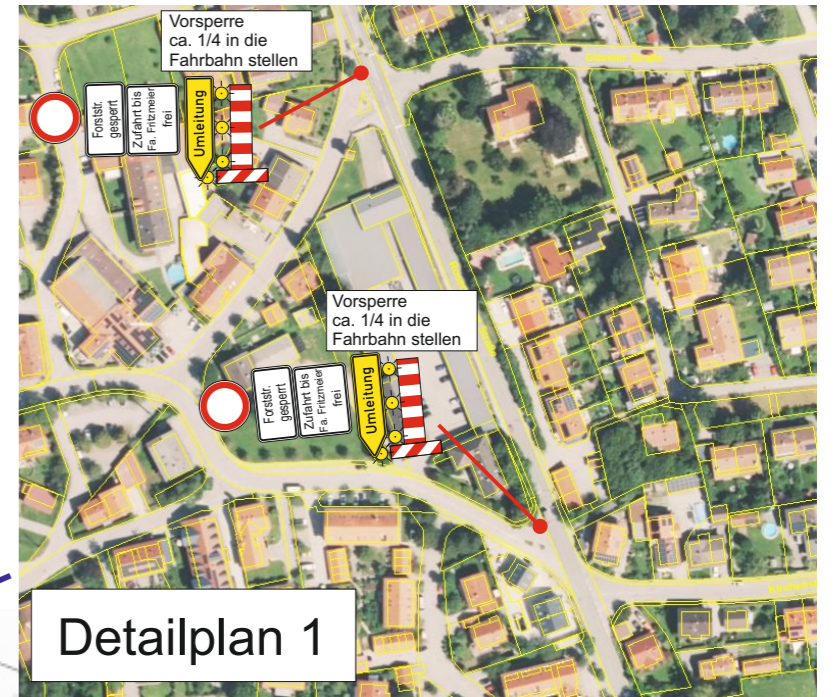 Vorsperre
ca. 1/4 in die
Fahrbahn stellen
Forststr.
gesperrt
Zufahrt bis
Fa. Fritzmeier
frei
Umleitung
Vorsperre
ca. 1/4 in die
Fahrbahn stellen
Forststr.
gesperrt
Zufahrt bis
Fa. Fritzmeier
frei
Umleitung
Detailplan 1